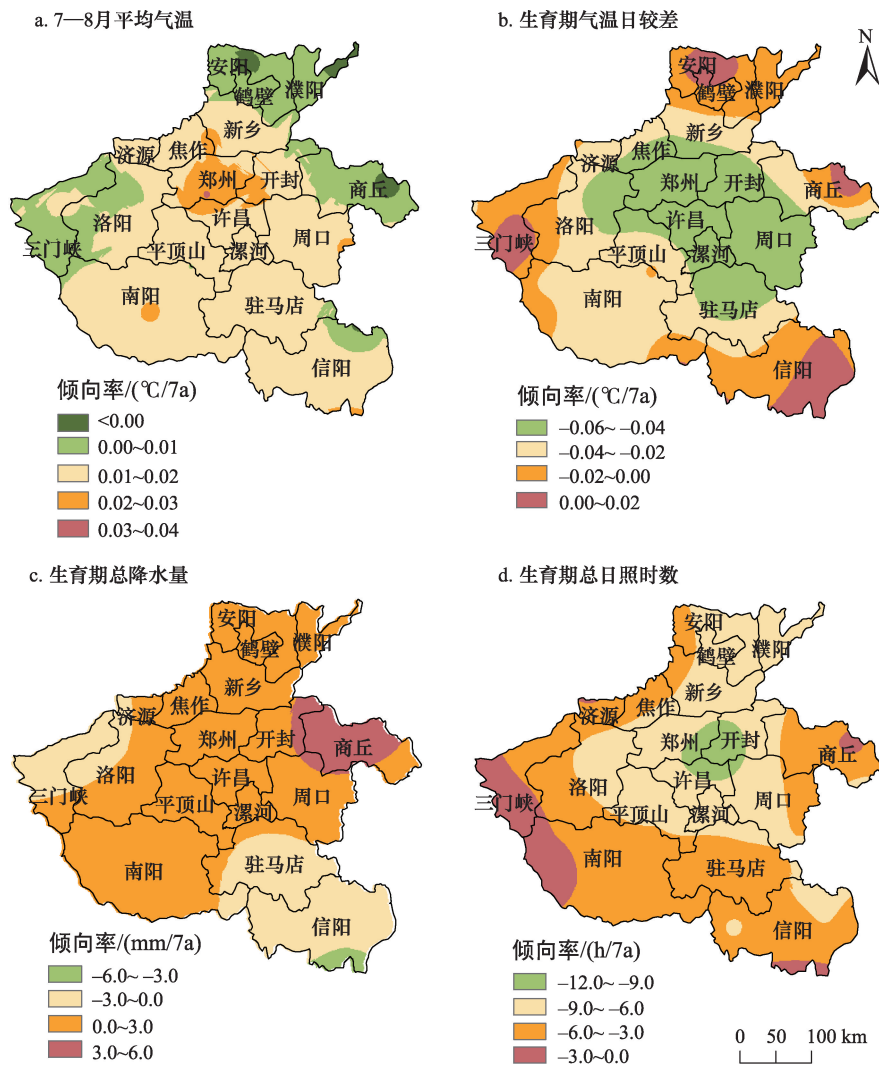 a. 7—8月平均气温
安阳
鹤壁
濮阳
新乡
焦作
济源
郑州
开封
商丘
洛阳
许昌
三门峡
平顶山
漯河
周口
南阳
驻马店
信阳
倾向率/(℃/7a)
<0.00
0.00~0.01
0.01~0.02
0.02~0.03
0.03~0.04
b. 生育期气温日较差
N
安阳
鹤壁
濮阳
新乡
焦作
济源
郑州
开封
商丘
洛阳
许昌
三门峡
平顶山
漯河
周口
南阳
驻马店
信阳
倾向率/(℃/7a)
–0.06~ –0.04
–0.04~ –0.02
–0.02~0.00
0.00~0.02
c. 生育期总降水量
安阳
鹤壁
濮阳
新乡
焦作
济源
郑州
开封
商丘
洛阳
许昌
三门峡
平顶山
漯河
周口
南阳
驻马店
信阳
倾向率/(mm/7a)
–6.0~ –3.0
–3.0~0.0
0.0~3.0
3.0~6.0
d. 生育期总日照时数
安阳
鹤壁
濮阳
新乡
焦作
济源
郑州
开封
商丘
洛阳
许昌
三门峡
平顶山
漯河
周口
南阳
驻马店
信阳
倾向率/(h/7a)
–12.0~ –9.0
–9.0~ –6.0
–6.0~ –3.0
–3.0~0.0
0 50 100 km